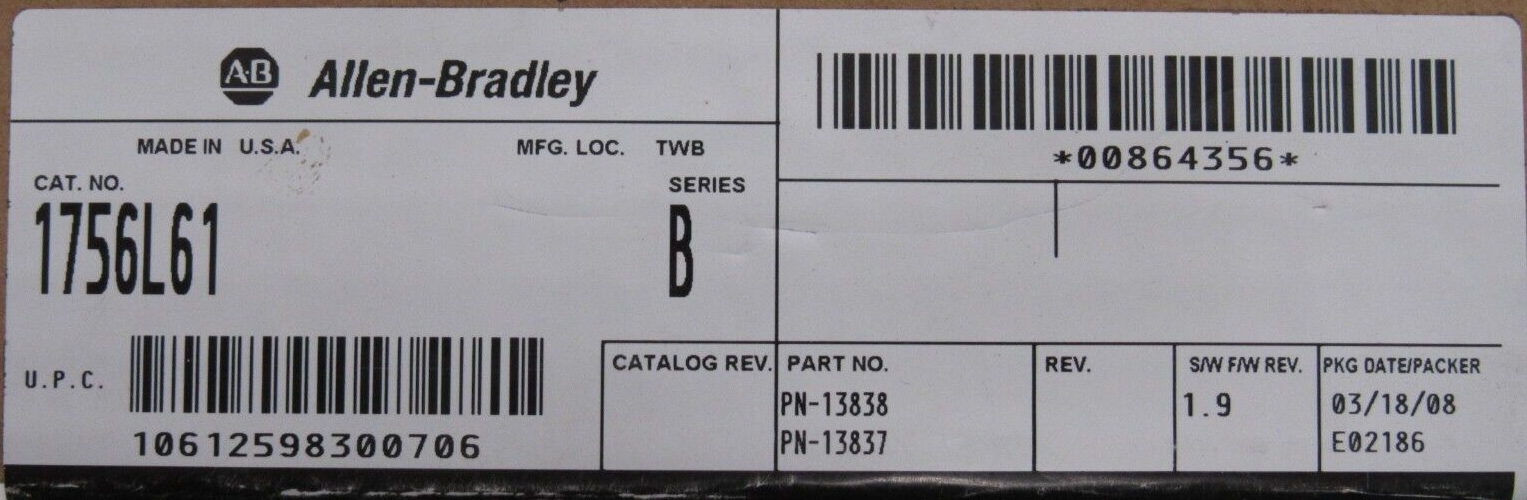 A·B Allen-Bradley
*00864356*
MADE IN U.S.A. MFG. LOC. TWB
CAT. NO. SERIES
1756L61 B
U.P.C.
10612598300706
CATALOG REV. PART NO. REV. S/W F/W REV. PKG DATE/PACKER
PN-13838 1.9 03/18/08
PN-13837 E02186